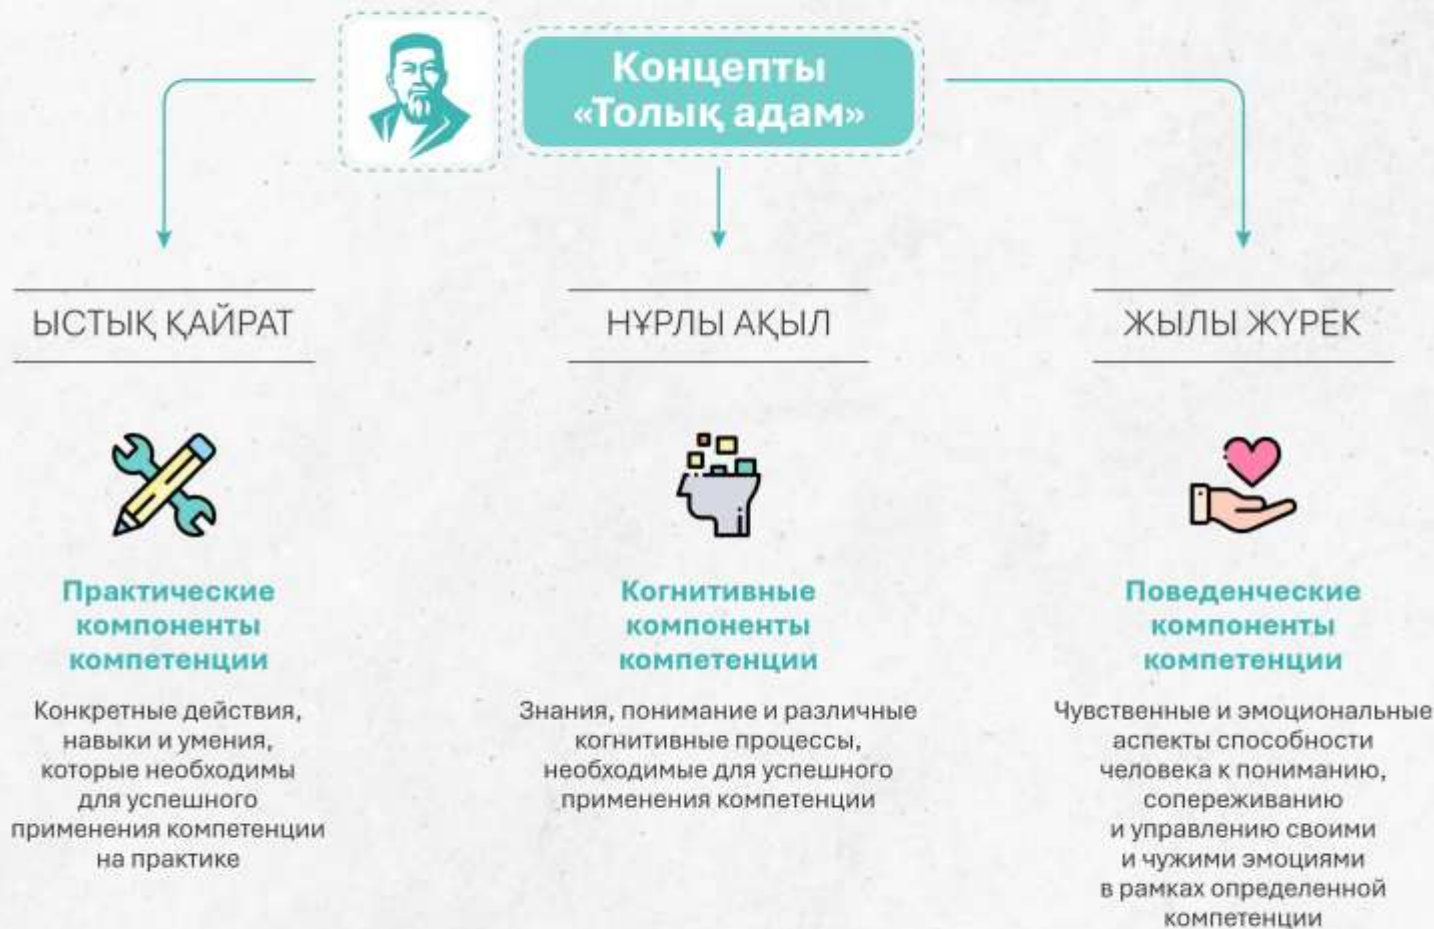 Концепты
«Толық адам»
ЫСТЫҚ ҚАЙРАТ
Практические
компоненты
компетенции
Конкретные действия,
навыки и умения,
которые необходимы
для успешного
применения компетенции
на практике
НҰРЛЫ АҚЫЛ
Когнитивные
компоненты
компетенции
Знания, понимание и различные
когнитивные процессы,
необходимые для успешного
применения компетенции
ЖЫЛЫ ЖҮРЕК
Поведенческие
компоненты
компетенции
Чувственные и эмоциональные
аспекты способности
человека к пониманию,
сопереживанию
и управлению своими
и чужими эмоциями
в рамках определенной
компетенции